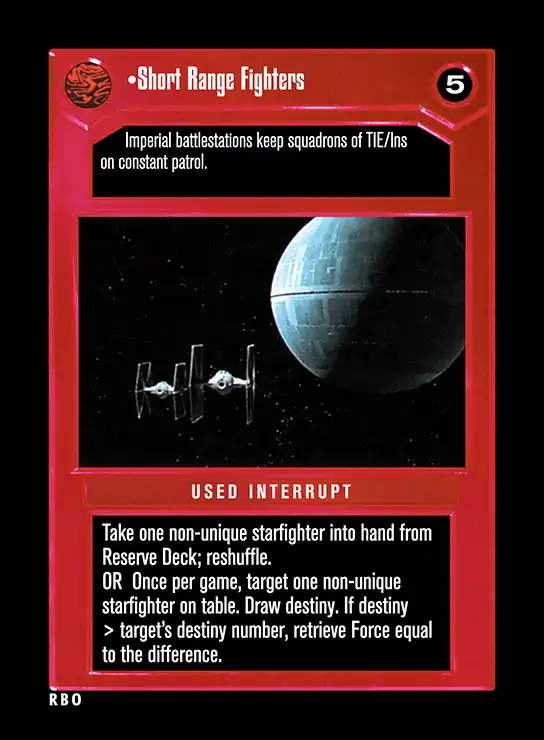 •Short Range Fighters
5
Imperial battlestations keep squadrons of TIE/lns
on constant patrol.
USED INTERRUPT
Take one non-unique starfighter into hand from
Reserve Deck; reshuffle.
OR Once per game, target one non-unique
starfighter on table. Draw destiny. If destiny
> target's destiny number, retrieve Force equal
to the difference.
RBO